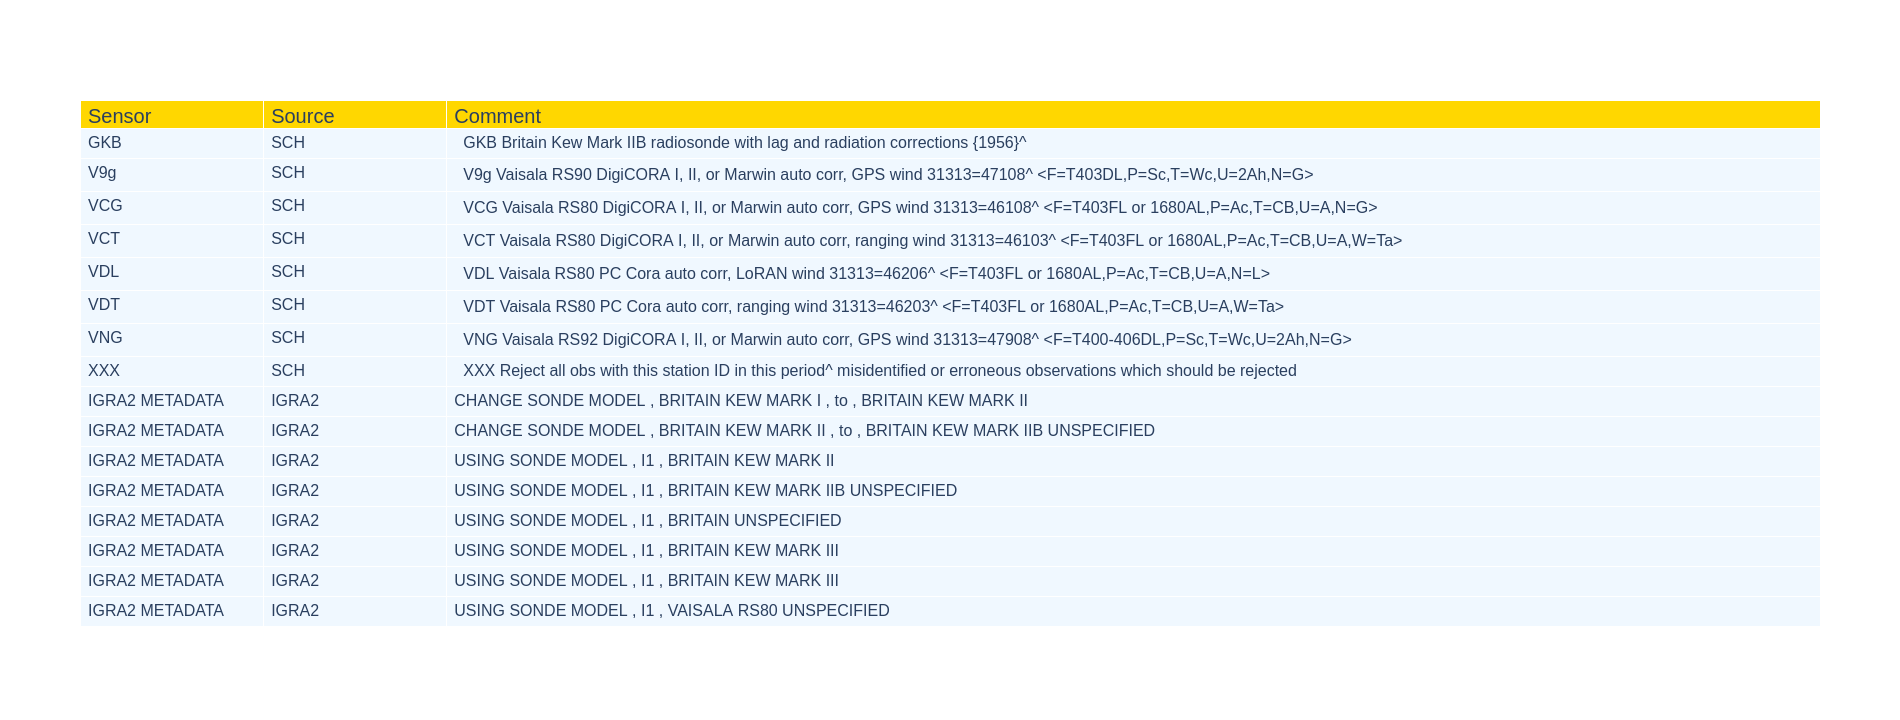 Sensor Source Comment
GKB SCH GKB Britain Kew Mark IIB radiosonde with lag and radiation corrections {1956}^
V9g SCH V9g Vaisala RS90 DigiCORA I, II, or Marwin auto corr, GPS wind 31313=47108^ <F=T403DL,P=Sc,T=Wc,U=2Ah,N=G>
VCG SCH VCG Vaisala RS80 DigiCORA I, II, or Marwin auto corr, GPS wind 31313=46108^ <F=T403FL or 1680AL,P=Ac,T=CB,U=A,N=G>
VCT SCH VCT Vaisala RS80 DigiCORA I, II, or Marwin auto corr, ranging wind 31313=46103^ <F=T403FL or 1680AL,P=Ac,T=CB,U=A,W=Ta>
VDL SCH VDL Vaisala RS80 PC Cora auto corr, LoRAN wind 31313=46206^ <F=T403FL or 1680AL,P=Ac,T=CB,U=A,N=L>
VDT SCH VDT Vaisala RS80 PC Cora auto corr, ranging wind 31313=46203^ <F=T403FL or 1680AL,P=Ac,T=CB,U=A,W=Ta>
VNG SCH VNG Vaisala RS92 DigiCORA I, II, or Marwin auto corr, GPS wind 31313=47908^ <F=T400-406DL,P=Sc,T=Wc,U=2Ah,N=G>
XXX SCH XXX Reject all obs with this station ID in this period^ misidentified or erroneous observations which should be rejected
IGRA2 METADATA IGRA2 CHANGE SONDE MODEL , BRITAIN KEW MARK I , to , BRITAIN KEW MARK II
IGRA2 METADATA IGRA2 CHANGE SONDE MODEL , BRITAIN KEW MARK II , to , BRITAIN KEW MARK IIB UNSPECIFIED
IGRA2 METADATA IGRA2 USING SONDE MODEL , I1 , BRITAIN KEW MARK II
IGRA2 METADATA IGRA2 USING SONDE MODEL , I1 , BRITAIN KEW MARK IIB UNSPECIFIED
IGRA2 METADATA IGRA2 USING SONDE MODEL , I1 , BRITAIN UNSPECIFIED
IGRA2 METADATA IGRA2 USING SONDE MODEL , I1 , BRITAIN KEW MARK III
IGRA2 METADATA IGRA2 USING SONDE MODEL , I1 , BRITAIN KEW MARK III
IGRA2 METADATA IGRA2 USING SONDE MODEL , I1 , VAISALA RS80 UNSPECIFIED